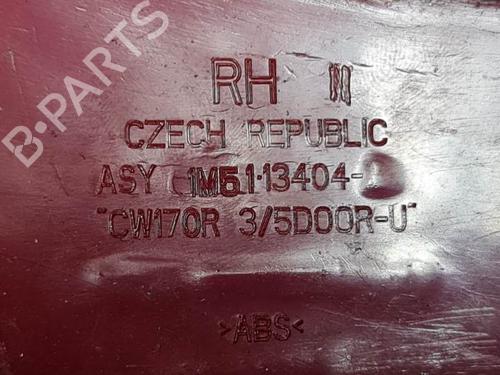 B-PARTS
RH
CZECH REPUBLIC
ASY 1M51-13404-
"CW170R 3/5DOOR-U"
>ABS<